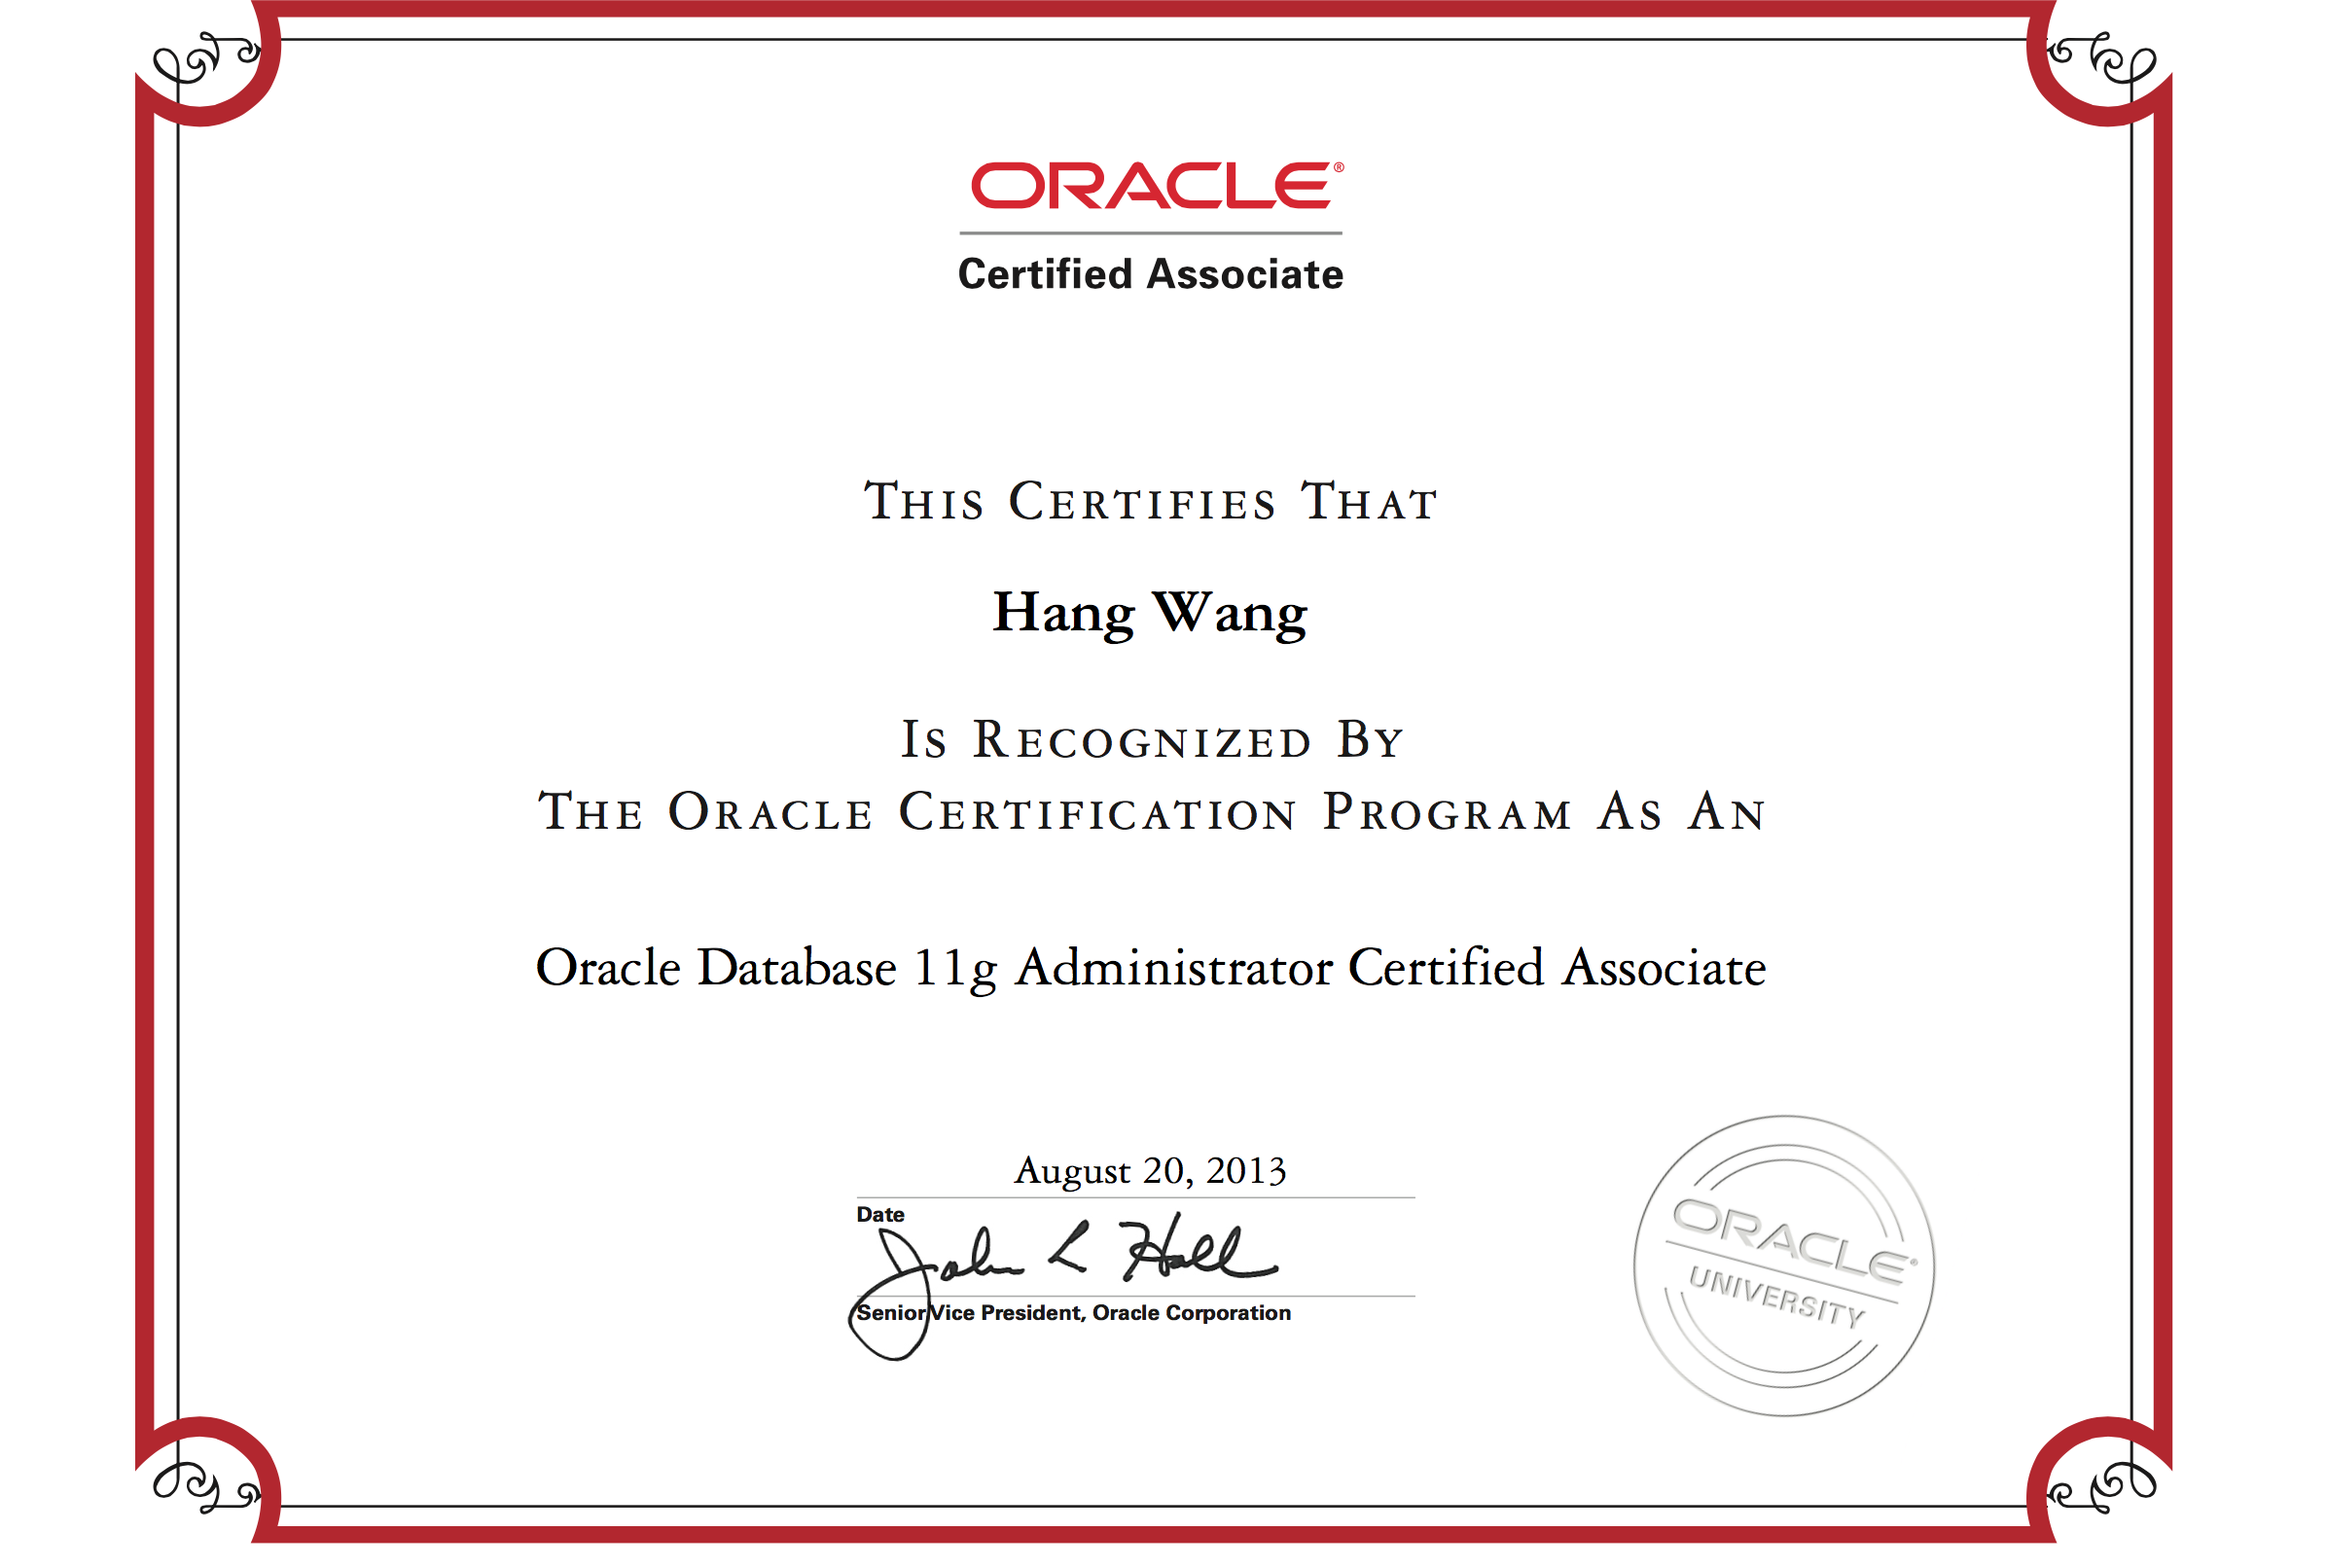 ORACLE®
Certified Associate
THIS CERTIFIES THAT
Hang Wang
IS RECOGNIZED BY
THE ORACLE CERTIFICATION PROGRAM AS AN
Oracle Database 11g Administrator Certified Associate
August 20, 2013
Date
John L Hall
Senior Vice President, Oracle Corporation
ORACLE®
UNIVERSITY